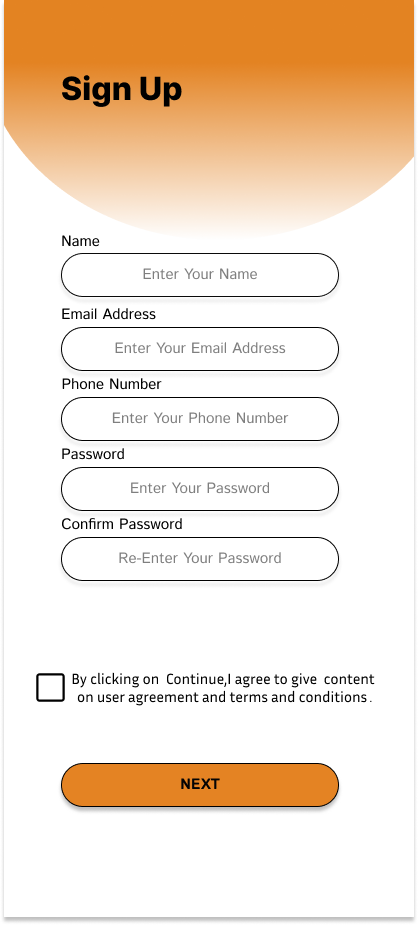 Sign Up
Name
Enter Your Name
Email Address
Enter Your Email Address
Phone Number
Enter Your Phone Number
Password
Enter Your Password
Confirm Password
Re-Enter Your Password
By clicking on Continue,I agree to give content
on user agreement and terms and conditions.
NEXT